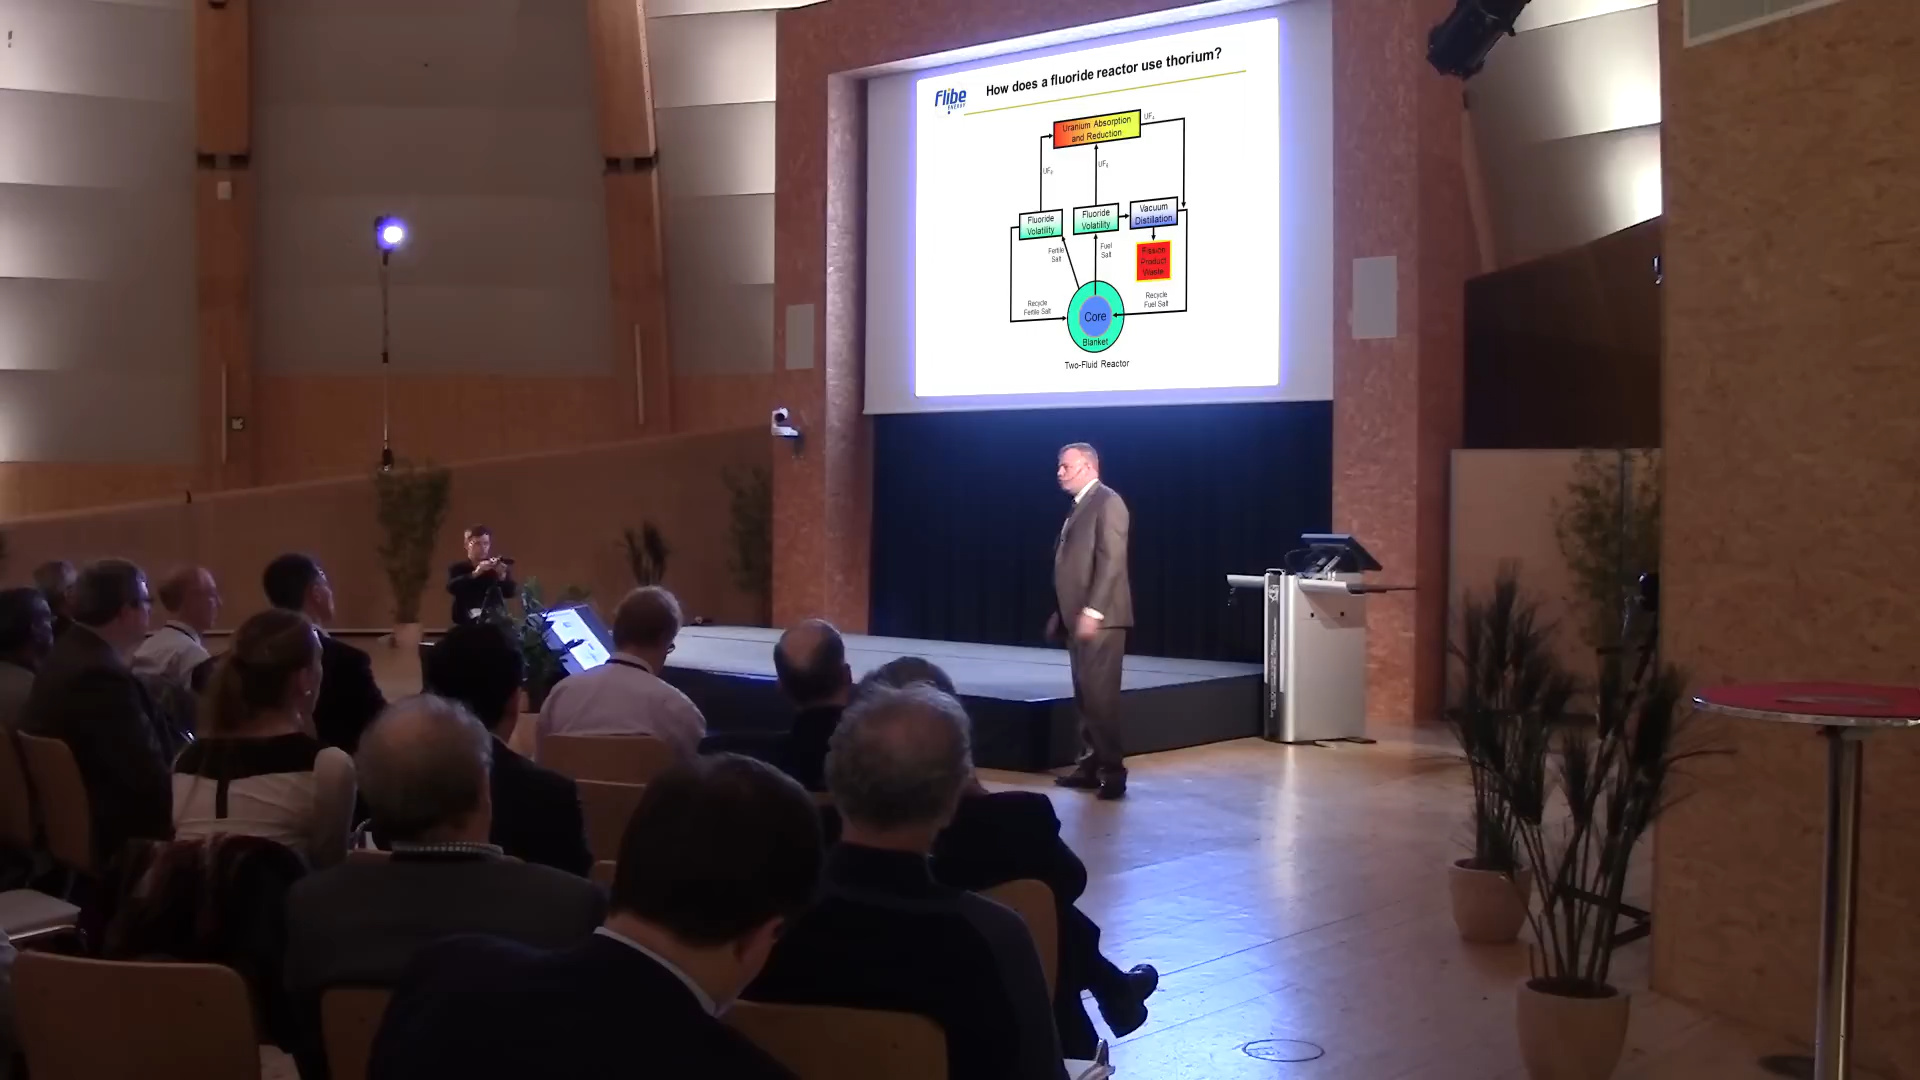 How does a fluoride reactor use thorium?
Flibe
ENERGY
Uranium Absorption
and Reduction
UF₆
UF₆
Fluoride
Volatility
Fluoride
Volatility
Vacuum
Distillation
Fertile
Salt
Fuel
Salt
Fission
Product
Waste
Recycle
Fertile Salt
Recycle
Fuel Salt
Core
Blanket
Two-Fluid Reactor